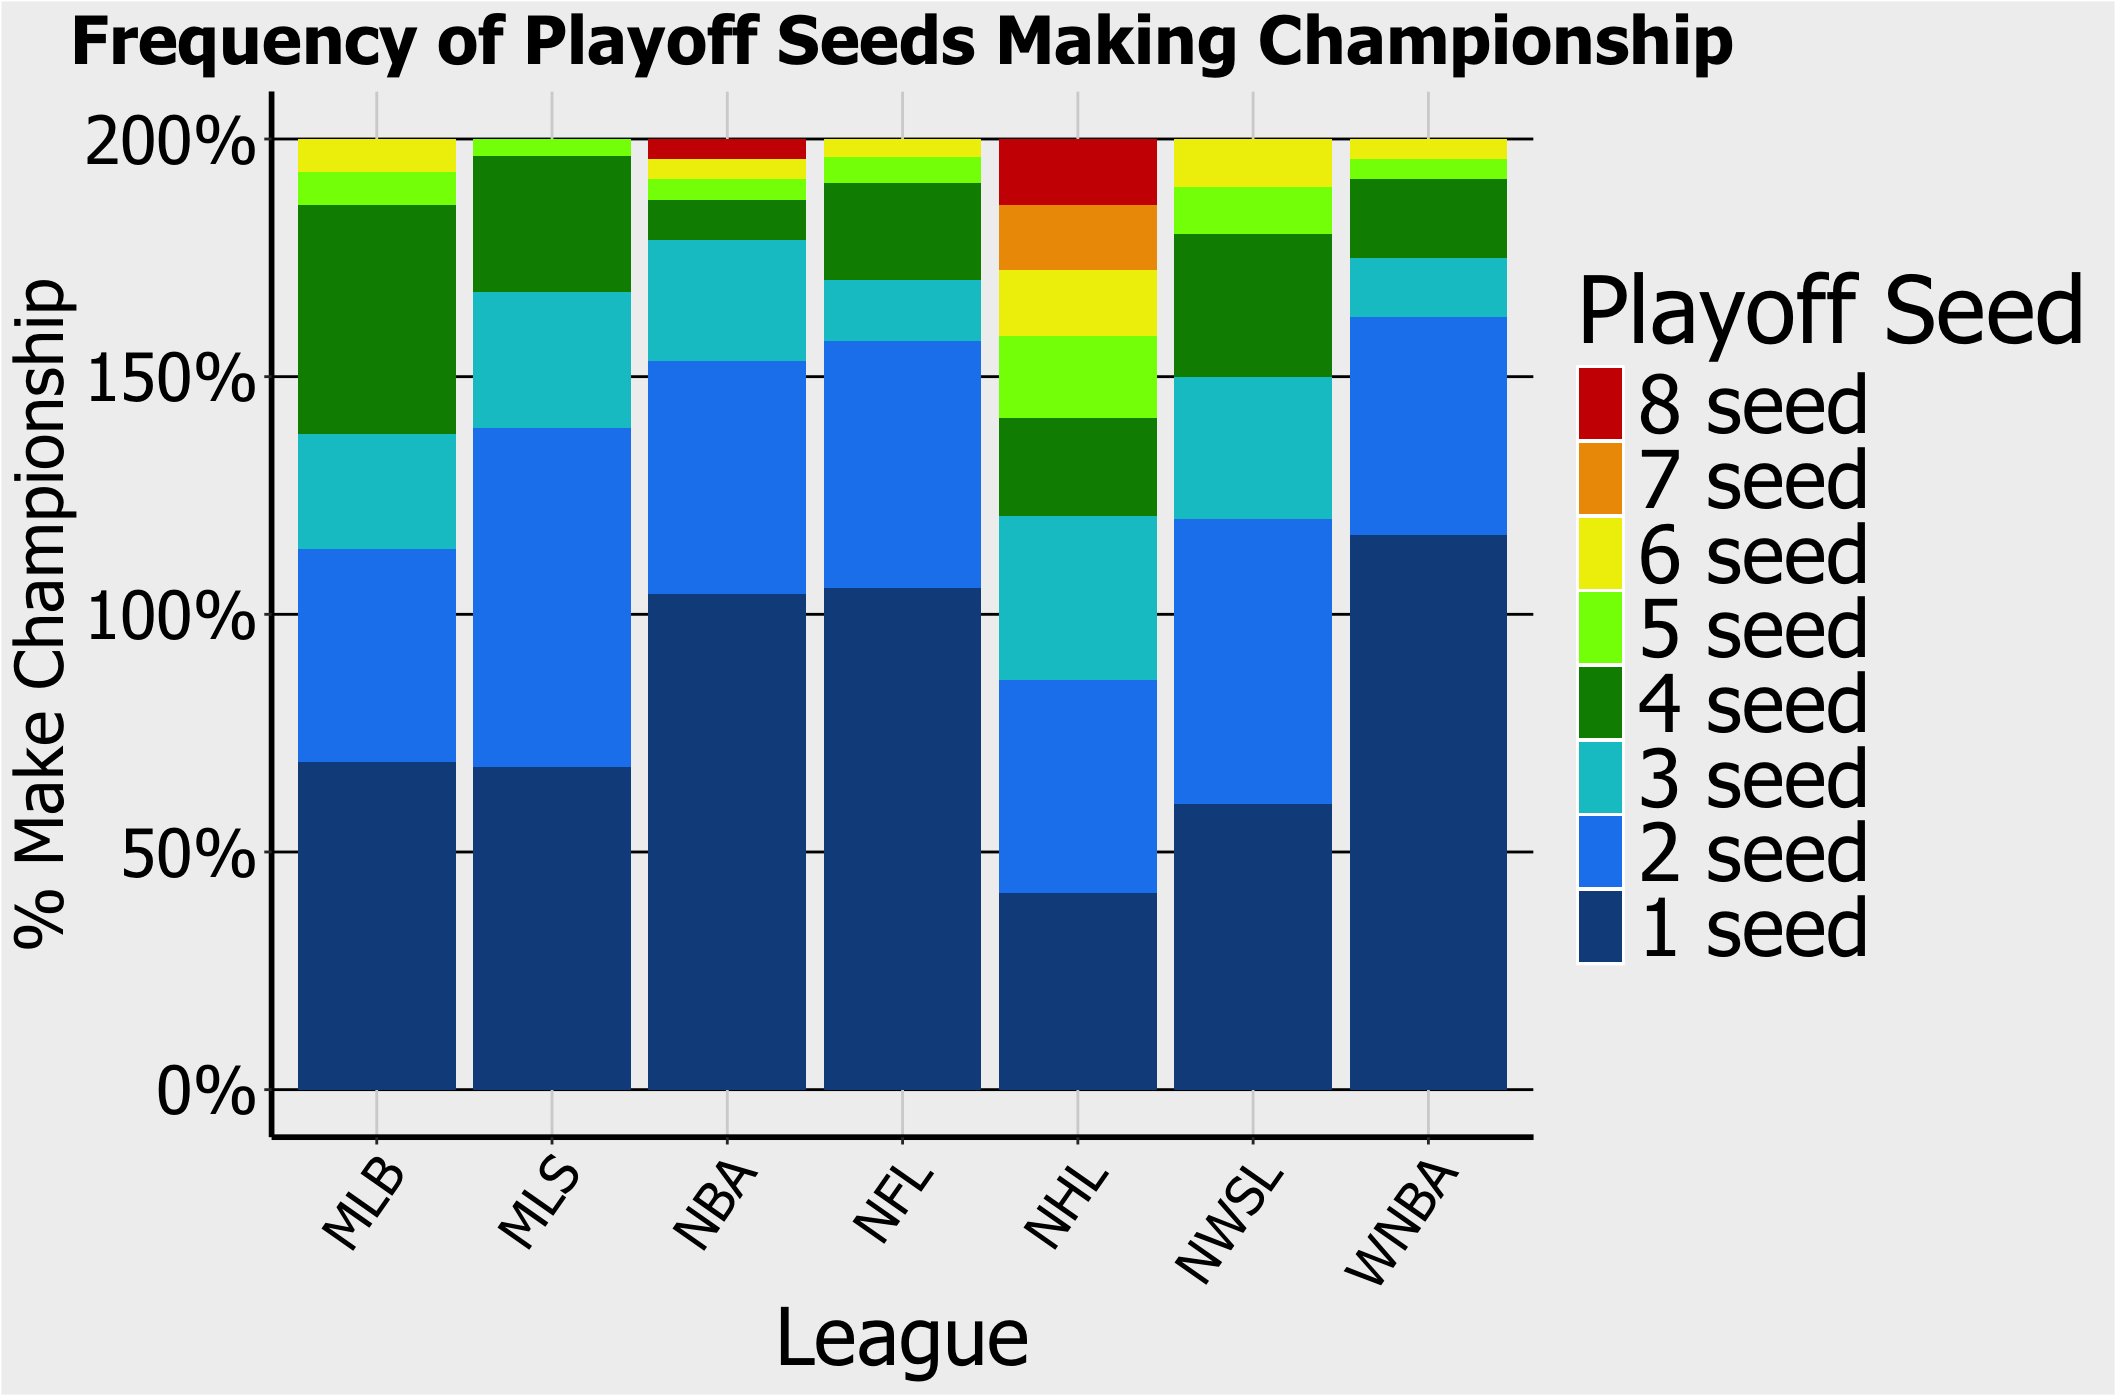 Frequency of Playoff Seeds Making Championship
% Make Championship
200%
150%
100%
50%
0%
MLB
MLS
NBA
NFL
NHL
NWSL
WNBA
League
Playoff Seed
8 seed
7 seed
6 seed
5 seed
4 seed
3 seed
2 seed
1 seed